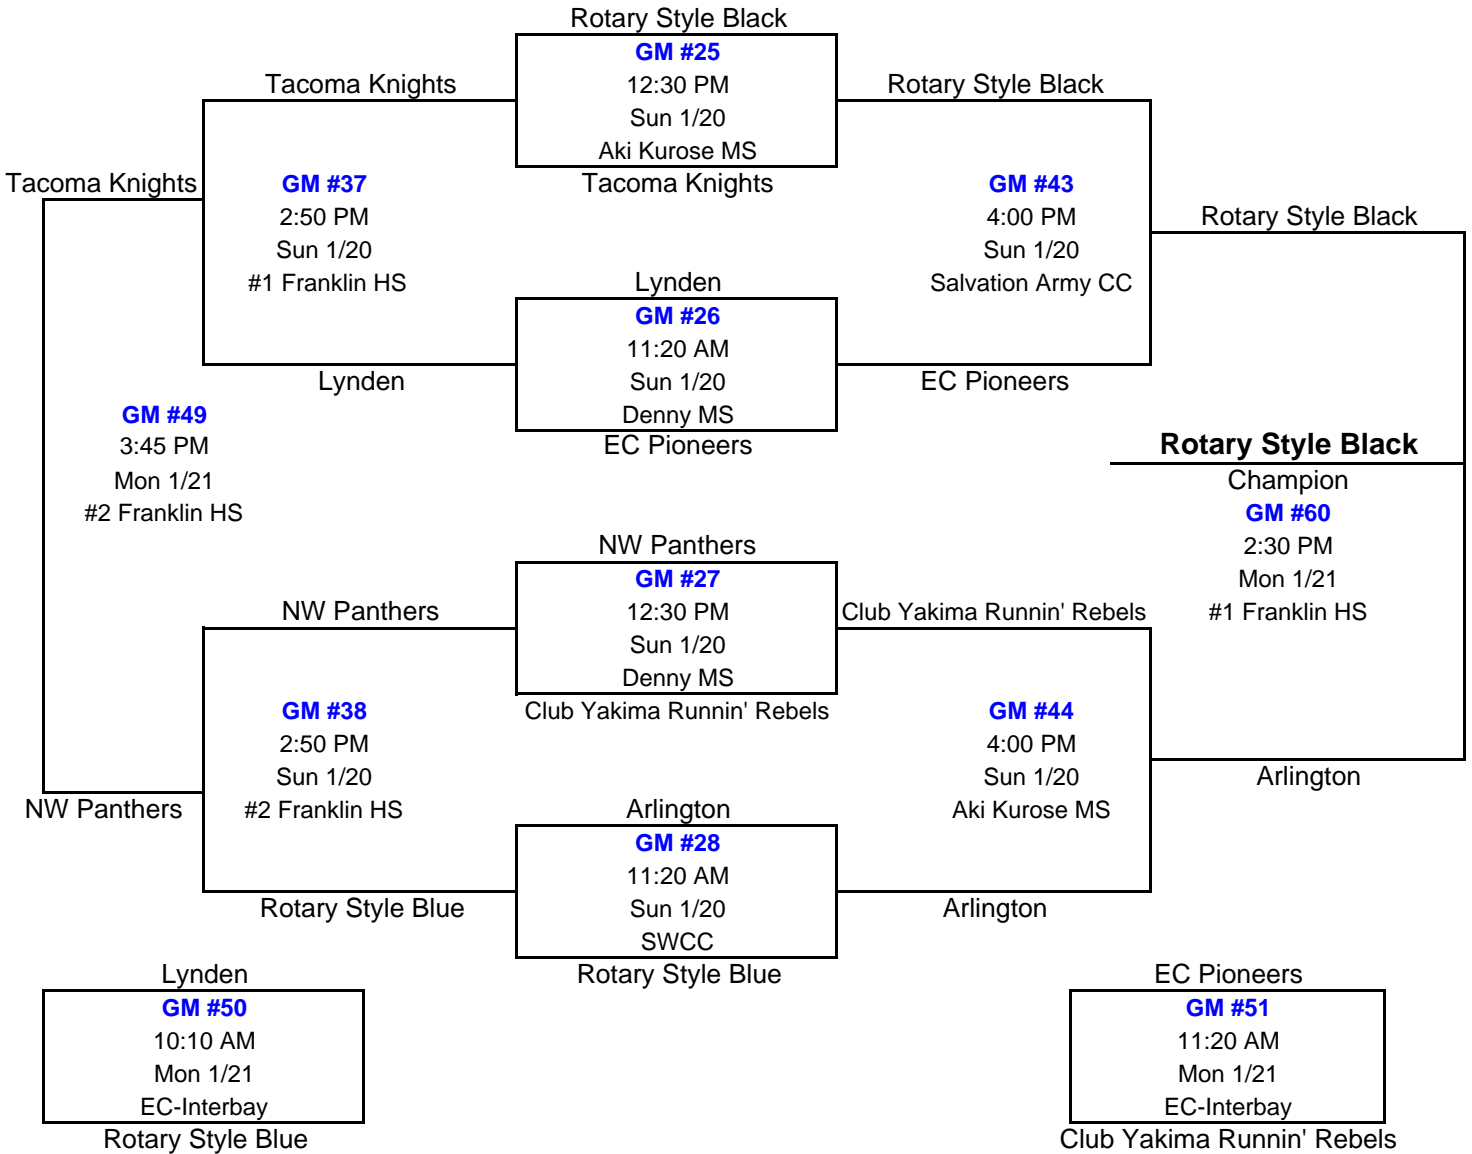 Rotary Style Black
GM #25
12:30 PM
Sun 1/20
Aki Kurose MS
Tacoma Knights
Tacoma Knights
Rotary Style Black
Tacoma Knights
GM #37
2:50 PM
Sun 1/20
#1 Franklin HS
GM #43
4:00 PM
Sun 1/20
Salvation Army CC
Rotary Style Black
Lynden
GM #26
11:20 AM
Sun 1/20
Denny MS
EC Pioneers
Lynden
EC Pioneers
GM #49
3:45 PM
Mon 1/21
#2 Franklin HS
Rotary Style Black
Champion
GM #60
2:30 PM
Mon 1/21
#1 Franklin HS
NW Panthers
GM #27
12:30 PM
Sun 1/20
Denny MS
Club Yakima Runnin' Rebels
NW Panthers
Club Yakima Runnin' Rebels
GM #38
2:50 PM
Sun 1/20
#2 Franklin HS
GM #44
4:00 PM
Sun 1/20
Aki Kurose MS
NW Panthers
Arlington
Arlington
GM #28
11:20 AM
Sun 1/20
SWCC
Rotary Style Blue
Rotary Style Blue
Arlington
Lynden
GM #50
10:10 AM
Mon 1/21
EC-Interbay
Rotary Style Blue
EC Pioneers
GM #51
11:20 AM
Mon 1/21
EC-Interbay
Club Yakima Runnin' Rebels